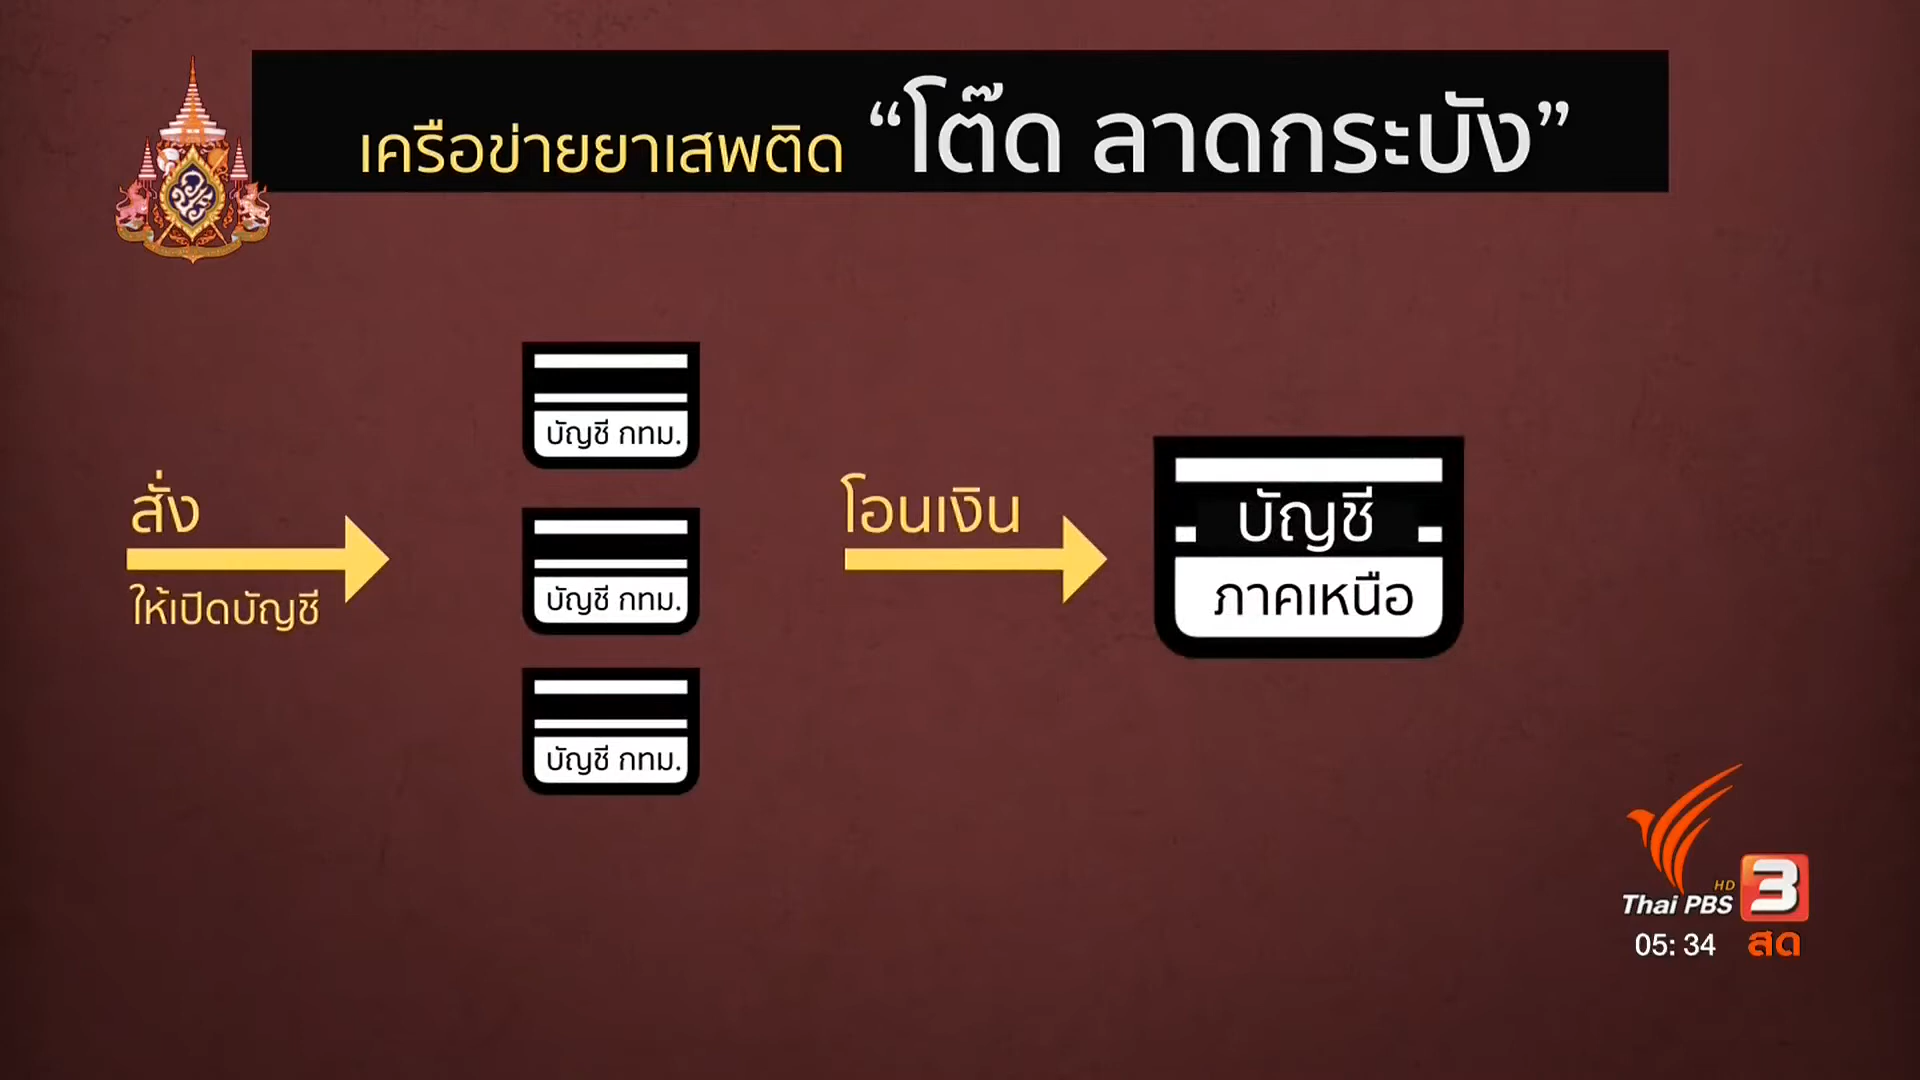 เครือข่ายยาเสพติด “โต๊ด ลาดกระบัง”
สั่ง
ให้เปิดบัญชี
บัญชี กทม.
บัญชี กทม.
บัญชี กทม.
โอนเงิน
บัญชี
ภาคเหนือ
HD
Thai PBS 3
05: 34 สด